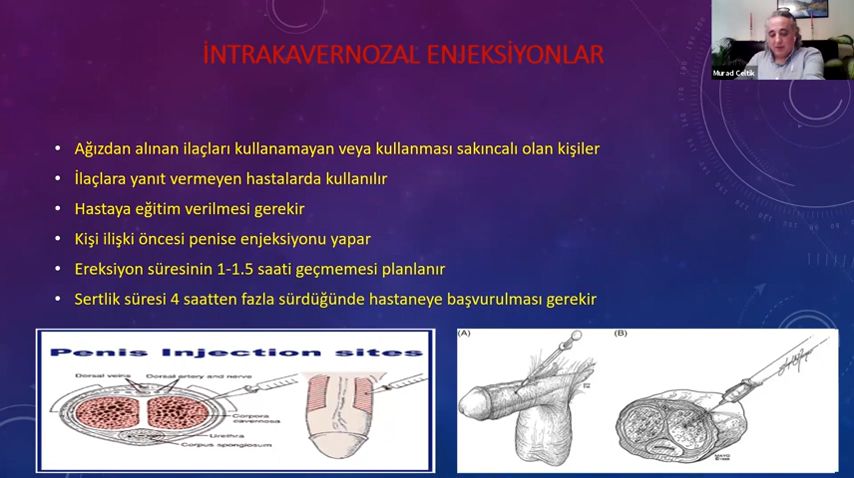 İNTRAKAVERNOZAL ENJEKSİYONLAR
Murad Celtik
• Ağızdan alınan ilaçları kullanamayan veya kullanması sakıncalı olan kişiler
• İlaçlara yanıt vermeyen hastalarda kullanılır
• Hastaya eğitim verilmesi gerekir
• Kişi ilişki öncesi penise enjeksiyonu yapar
• Ereksiyon süresinin 1-1.5 saati geçmemesi planlanır
• Sertlik süresi 4 saatten fazla sürdüğünde hastaneye başvurulması gerekir
Penis Injection sites
Dorsal veins
Dorsal artery and nerve
Corpora
cavernosa
Urethra
Corpus spongiosum
(A)
(B)
MAYO